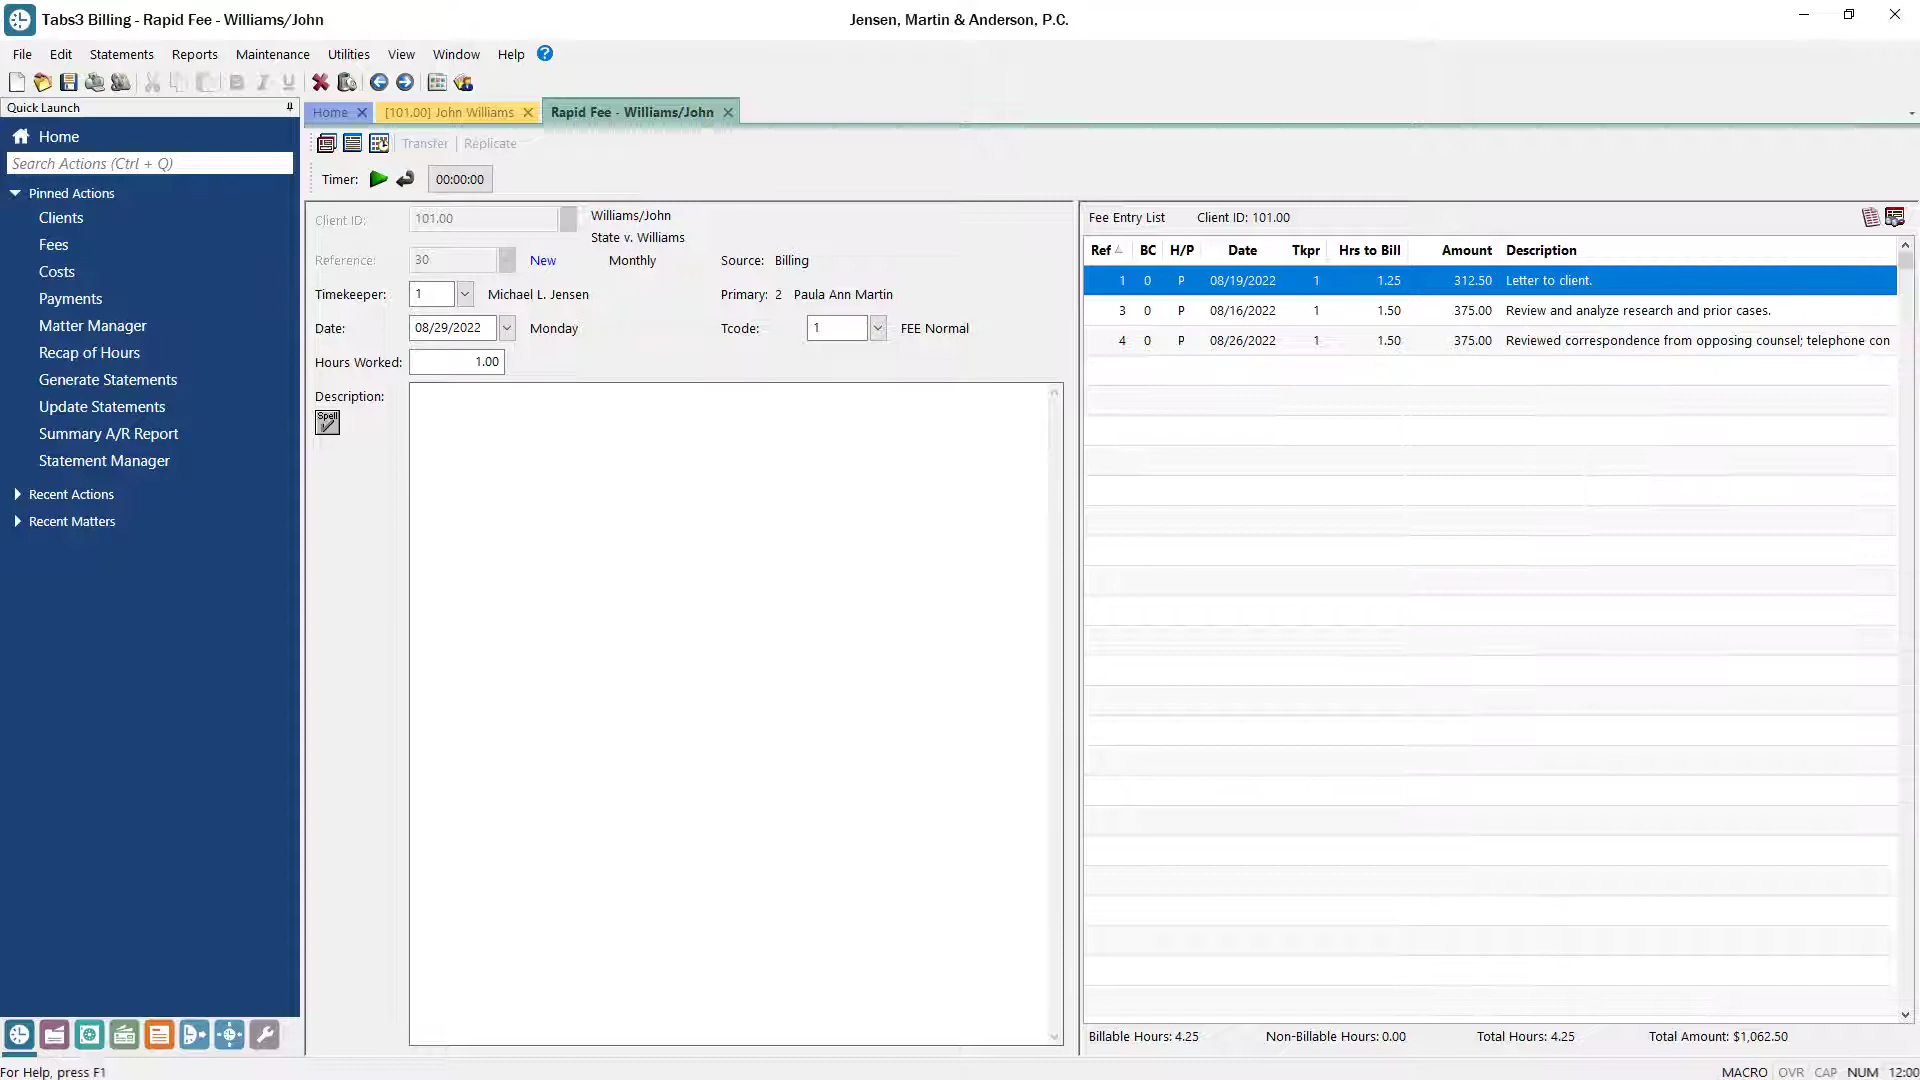 Tabs3 Billing - Rapid Fee - Williams/John
Jensen, Martin & Anderson, P.C.
File Edit Statements Reports Maintenance Utilities View Window Help ?
B I U
Quick Launch
Home
Search Actions (Ctrl + Q)
Pinned Actions
Clients
Fees
Costs
Payments
Matter Manager
Recap of Hours
Generate Statements
Update Statements
Summary A/R Report
Statement Manager
Recent Actions
Recent Matters
Home [101.00] John Williams Rapid Fee - Williams/John
Transfer Replicate
Timer: 00:00:00
Client ID: 101.00 Williams/John
State v. Williams
Reference: 30 New Monthly Source: Billing
Timekeeper: 1 Michael L. Jensen Primary: 2 Paula Ann Martin
Date: 08/29/2022 Monday Tcode: 1 FEE Normal
Hours Worked: 1.00
Description:
Spell
Fee Entry List Client ID: 101.00
Ref BC H/P Date Tkpr Hrs to Bill Amount Description
1 0 P 08/19/2022 1 1.25 312.50 Letter to client.
3 0 P 08/16/2022 1 1.50 375.00 Review and analyze research and prior cases.
4 0 P 08/26/2022 1 1.50 375.00 Reviewed correspondence from opposing counsel; telephone con
Billable Hours: 4.25 Non-Billable Hours: 0.00 Total Hours: 4.25 Total Amount: $1,062.50
For Help, press F1
MACRO OVR CAP NUM 12:00